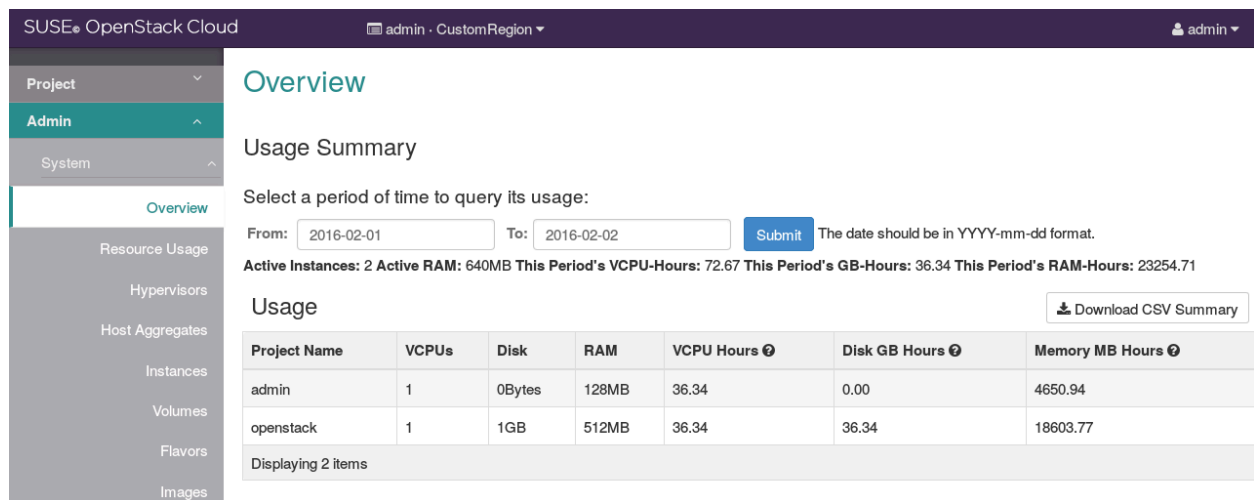 SUSE® OpenStack Cloud
admin · CustomRegion
admin
Project
Admin
System
Overview
Resource Usage
Hypervisors
Host Aggregates
Instances
Volumes
Flavors
Images
Overview
Usage Summary
Select a period of time to query its usage:
From: 2016-02-01 To: 2016-02-02 Submit The date should be in YYYY-mm-dd format.
Active Instances: 2 Active RAM: 640MB This Period's VCPU-Hours: 72.67 This Period's GB-Hours: 36.34 This Period's RAM-Hours: 23254.71
Usage
Download CSV Summary
Project Name VCPUs Disk RAM VCPU Hours Disk GB Hours Memory MB Hours
admin 1 0Bytes 128MB 36.34 0.00 4650.94
openstack 1 1GB 512MB 36.34 36.34 18603.77
Displaying 2 items